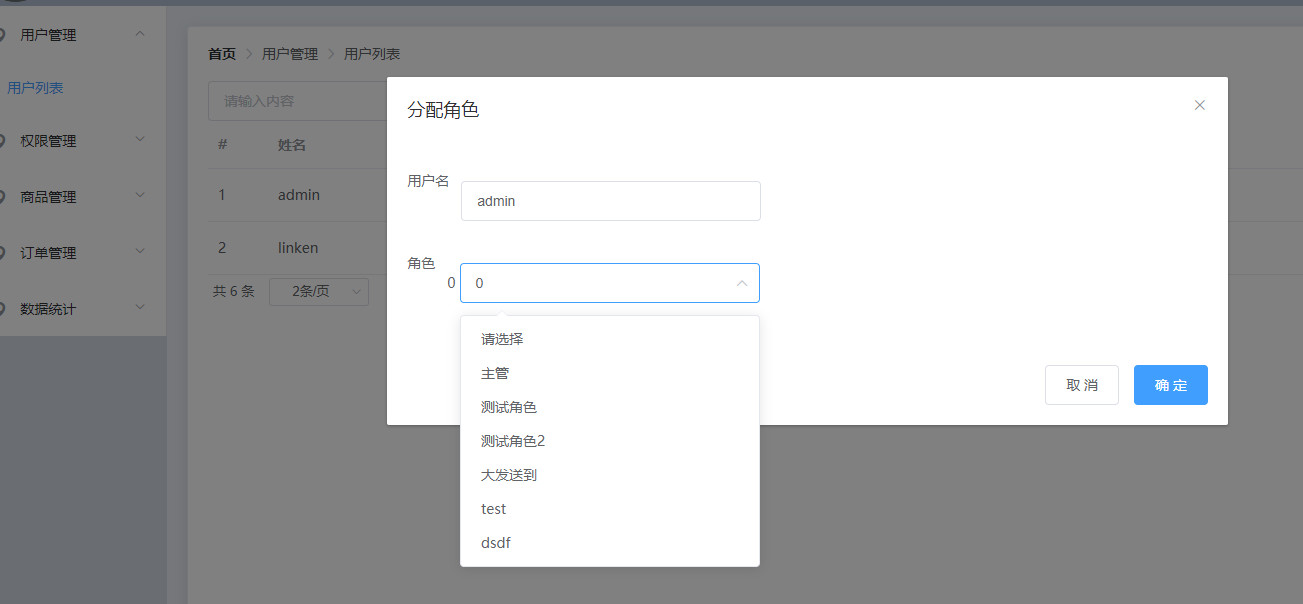 用户管理
用户列表
权限管理
商品管理
订单管理
数据统计
首页 > 用户管理 > 用户列表
请输入内容
# 姓名
1 admin
2 linken
共 6 条 2条/页
分配角色
用户名
admin
角色
0 0
请选择
主管
测试角色
测试角色2
大发送到
test
dsdf
取 消 确 定